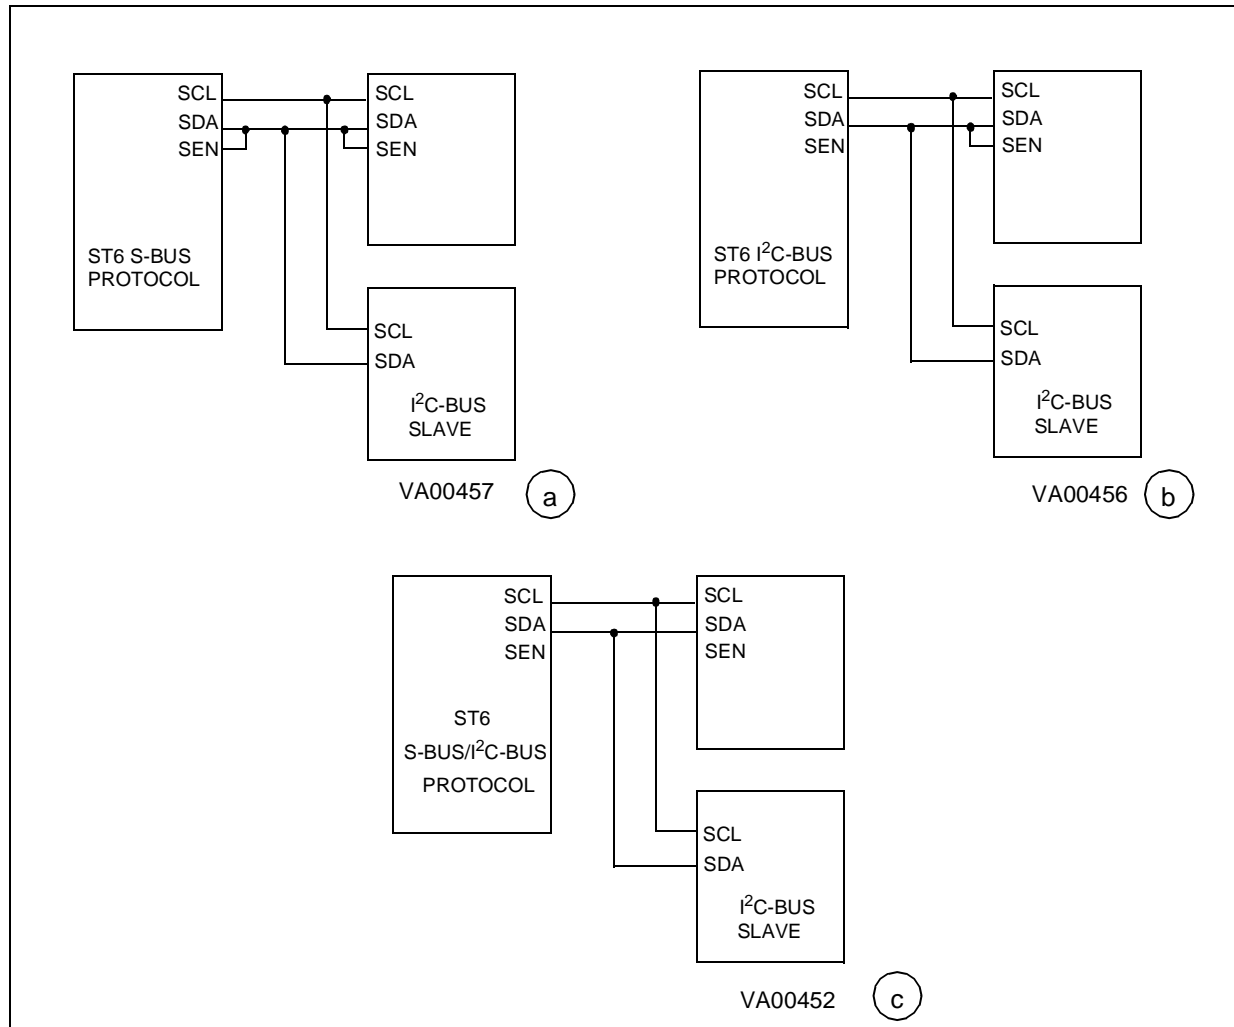 SCL
SDA
SEN
ST6 S-BUS
PROTOCOL
SCL
SDA
SEN
SCL
SDA
I²C-BUS
SLAVE
VA00457
a
SCL
SDA
SEN
ST6 I²C-BUS
PROTOCOL
SCL
SDA
SEN
SCL
SDA
I²C-BUS
SLAVE
VA00456
b
SCL
SDA
SEN
ST6
S-BUS/I²C-BUS
PROTOCOL
SCL
SDA
SEN
SCL
SDA
I²C-BUS
SLAVE
VA00452
c